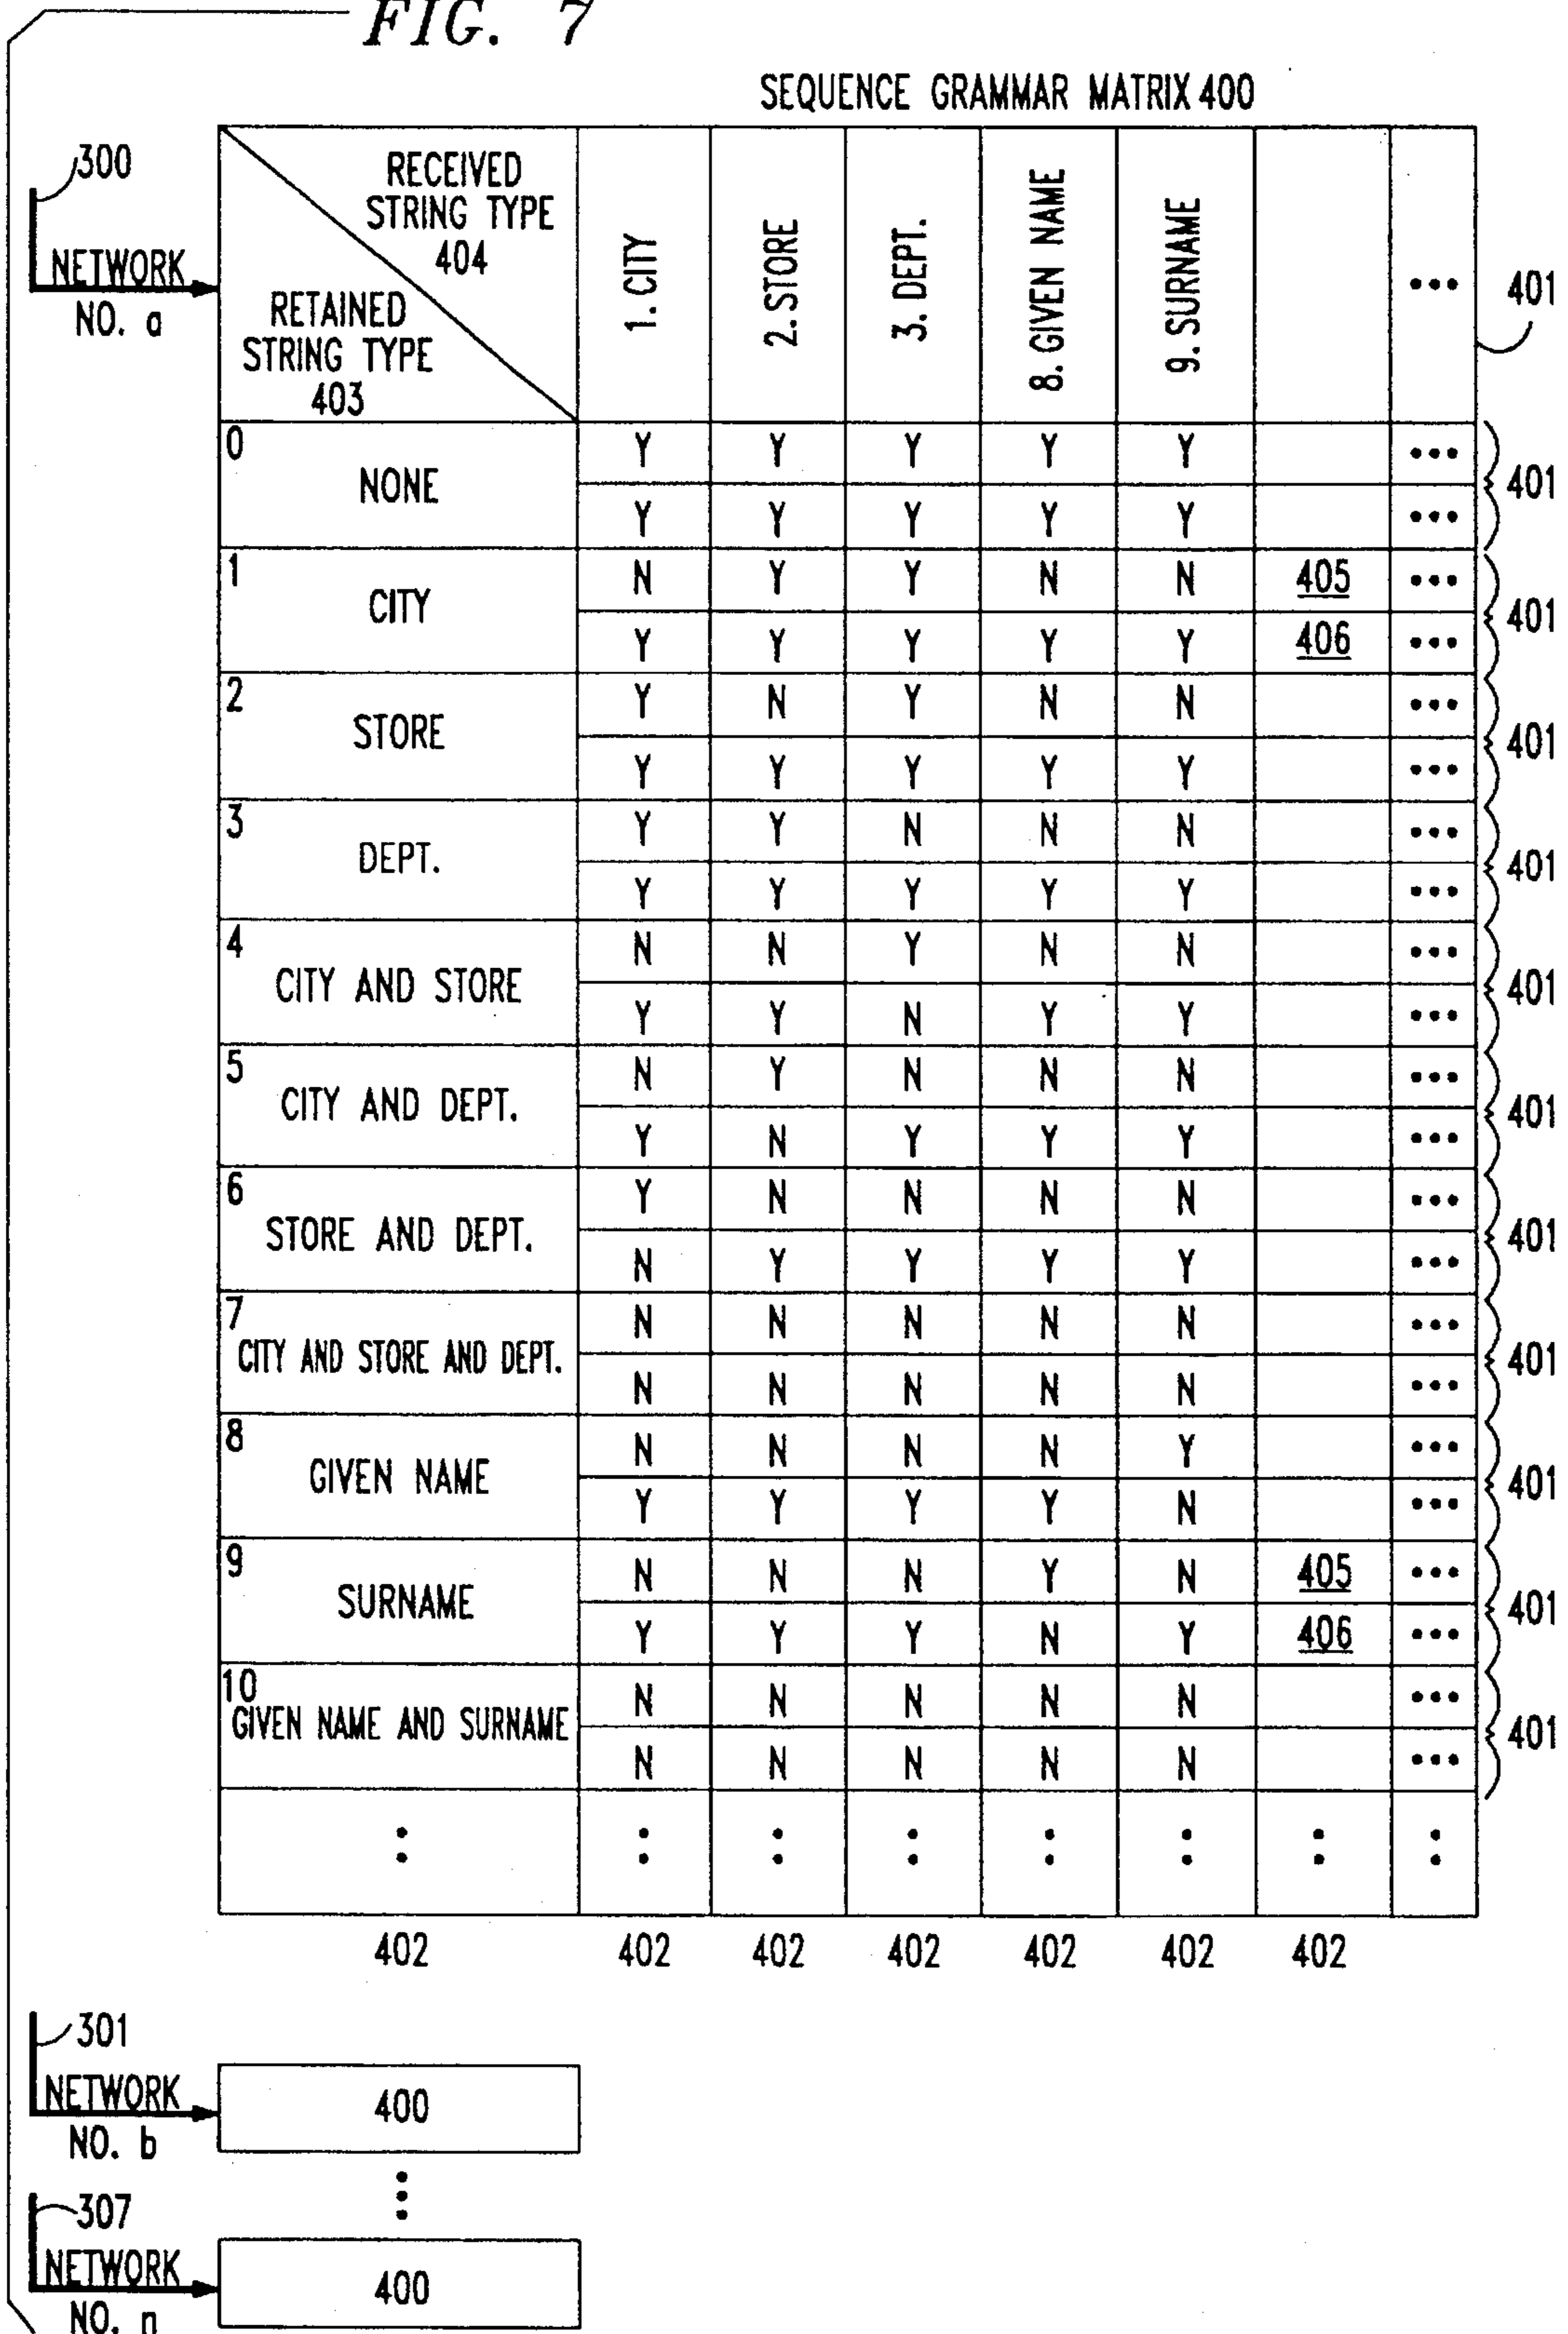 FIG. 7
SEQUENCE GRAMMAR MATRIX 400
300
NETWORK
NO. a
RECEIVED
STRING TYPE
404
RETAINED
STRING TYPE
403
1. CITY
2. STORE
3. DEPT.
8. GIVEN NAME
9. SURNAME
•••
401
0
NONE
Y Y Y Y Y •••
Y Y Y Y Y •••
401
1
CITY
N Y Y N N 405 •••
Y Y Y Y Y 406 •••
401
2
STORE
Y N Y N N •••
Y Y Y Y Y •••
401
3
DEPT.
Y Y N N N •••
Y Y Y Y Y •••
401
4
CITY AND STORE
N N Y N N •••
Y Y N Y Y •••
401
5
CITY AND DEPT.
N Y N N N •••
Y N Y Y Y •••
401
6
STORE AND DEPT.
Y N N N N •••
N Y Y Y Y •••
401
7
CITY AND STORE AND DEPT.
N N N N N •••
N N N N N •••
401
8
GIVEN NAME
N N N N Y •••
Y Y Y Y N •••
401
9
SURNAME
N N N Y N 405 •••
Y Y Y N Y 406 •••
401
10
GIVEN NAME AND SURNAME
N N N N N •••
N N N N N •••
401
402 402 402 402 402 402 402
301
NETWORK
NO. b
400
307
NETWORK
NO. n
400